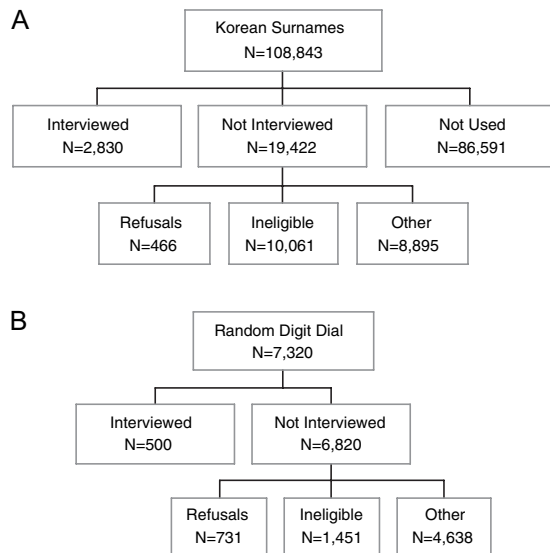 A
Korean Surnames
N=108,843
Interviewed
N=2,830
Not Interviewed
N=19,422
Not Used
N=86,591
Refusals
N=466
Ineligible
N=10,061
Other
N=8,895
B
Random Digit Dial
N=7,320
Interviewed
N=500
Not Interviewed
N=6,820
Refusals
N=731
Ineligible
N=1,451
Other
N=4,638